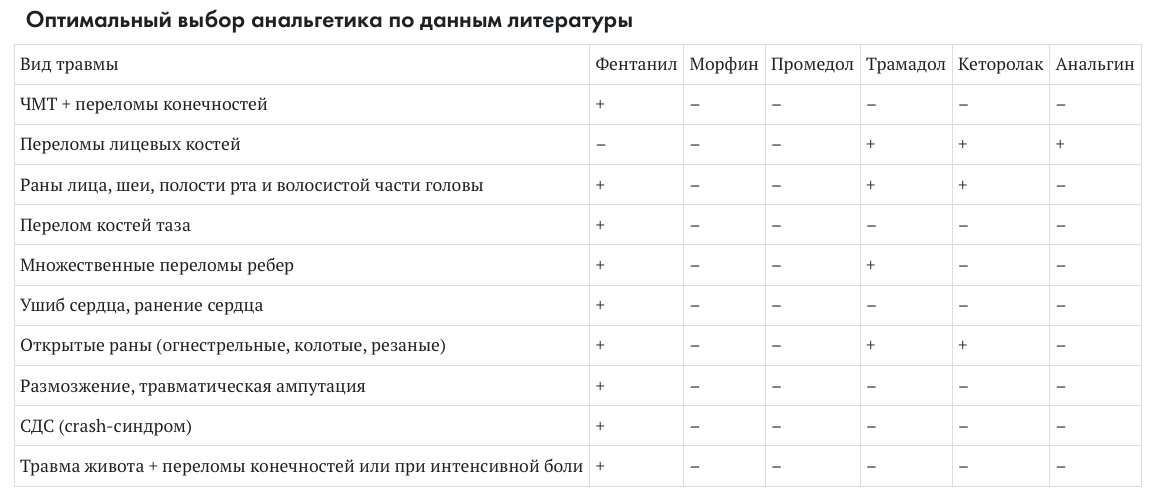 Оптимальный выбор анальгетика по данным литературы
Вид травмы Фентанил Морфин Промедол Трамадол Кеторолак Анальгин
ЧМТ + переломы конечностей + – – – – –
Переломы лицевых костей – – – + + +
Раны лица, шеи, полости рта и волосистой части головы + – – + + –
Перелом костей таза + – – – – –
Множественные переломы ребер + – – + – –
Ушиб сердца, ранение сердца + – – – – –
Открытые раны (огнестрельные, колотые, резаные) + – – + + –
Размозжение, травматическая ампутация + – – – – –
СДС (crash-синдром) + – – – – –
Травма живота + переломы конечностей или при интенсивной боли + – – – – –